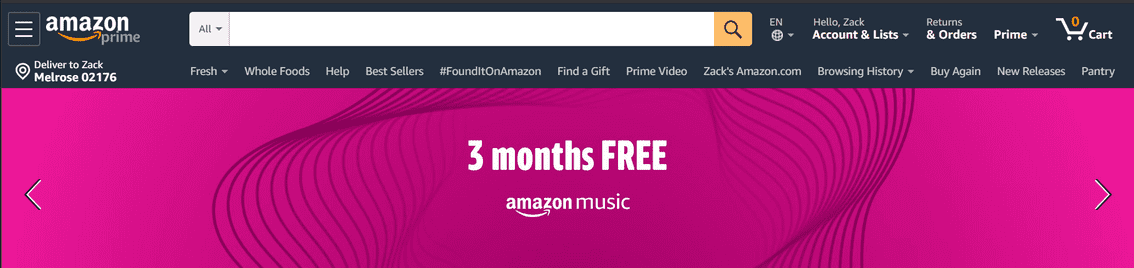 amazon
prime
All
EN
Hello, Zack
Account & Lists
Returns
& Orders
Prime
0
Cart
Deliver to Zack
Melrose 02176
Fresh
Whole Foods
Help
Best Sellers
#FoundItOnAmazon
Find a Gift
Prime Video
Zack's Amazon.com
Browsing History
Buy Again
New Releases
Pantry
3 months FREE
amazon music